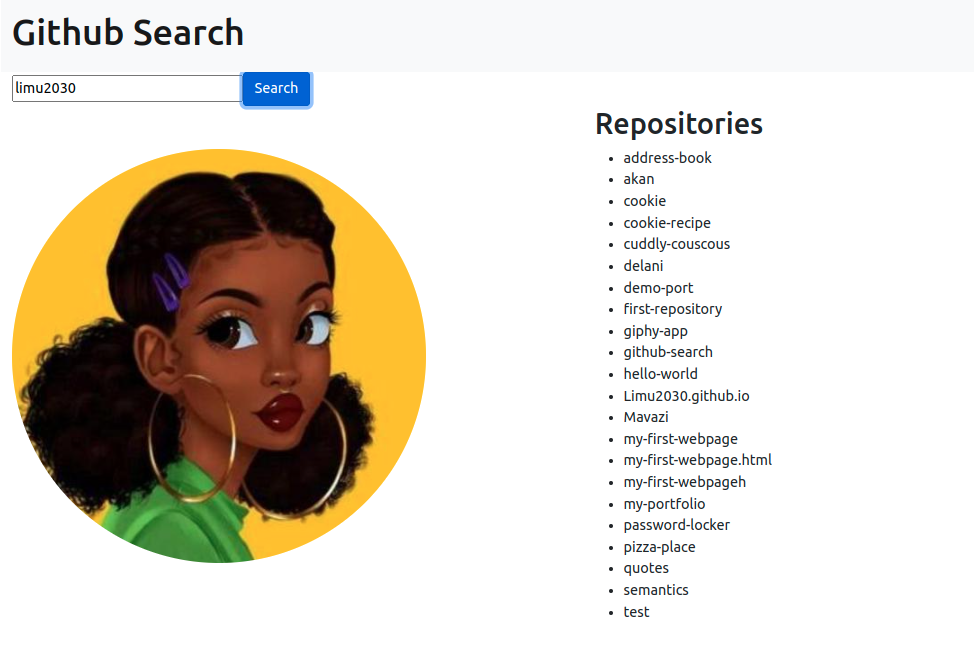 Github Search
limu2030
Search
Repositories
address-book
akan
cookie
cookie-recipe
cuddly-couscous
delani
demo-port
first-repository
giphy-app
github-search
hello-world
Limu2030.github.io
Mavazi
my-first-webpage
my-first-webpage.html
my-first-webpageh
my-portfolio
password-locker
pizza-place
quotes
semantics
test